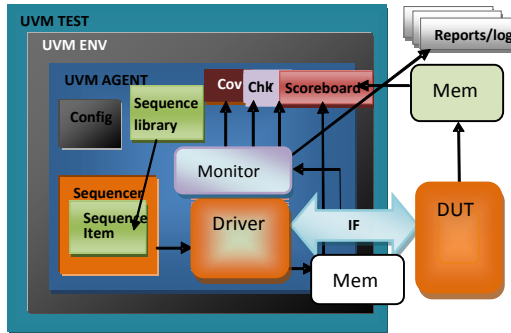 UVM TEST
UVM ENV
Reports/log
UVM AGENT
Cov
Chk
Scoreboard
Mem
Config
Sequence
library
Monitor
Sequencer
Sequence
Item
Driver
IF
DUT
Mem